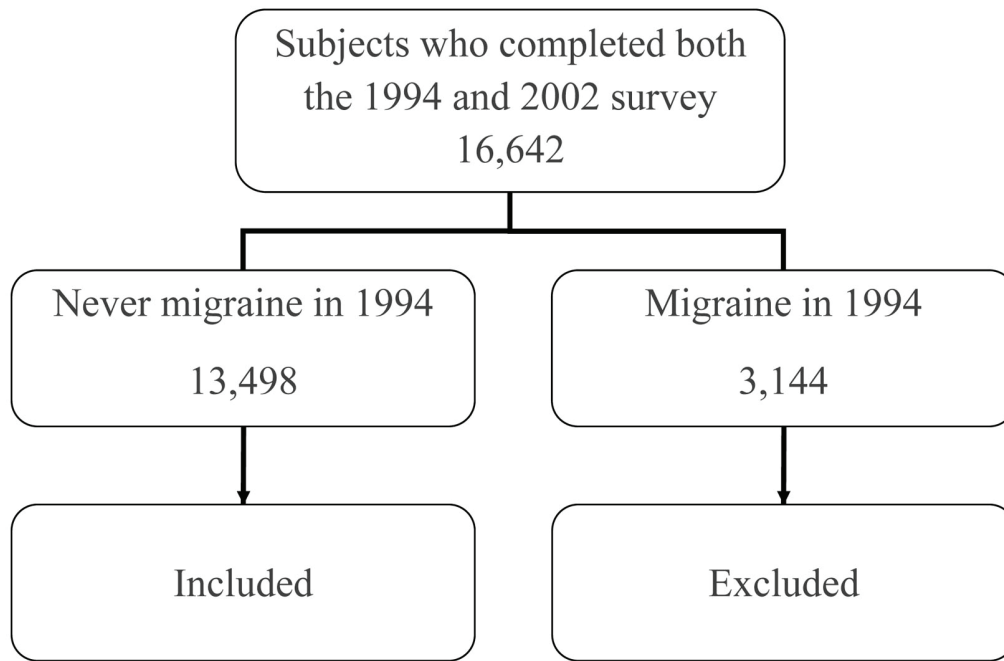 Subjects who completed both
the 1994 and 2002 survey
16,642
Never migraine in 1994
13,498
Migraine in 1994
3,144
Included
Excluded